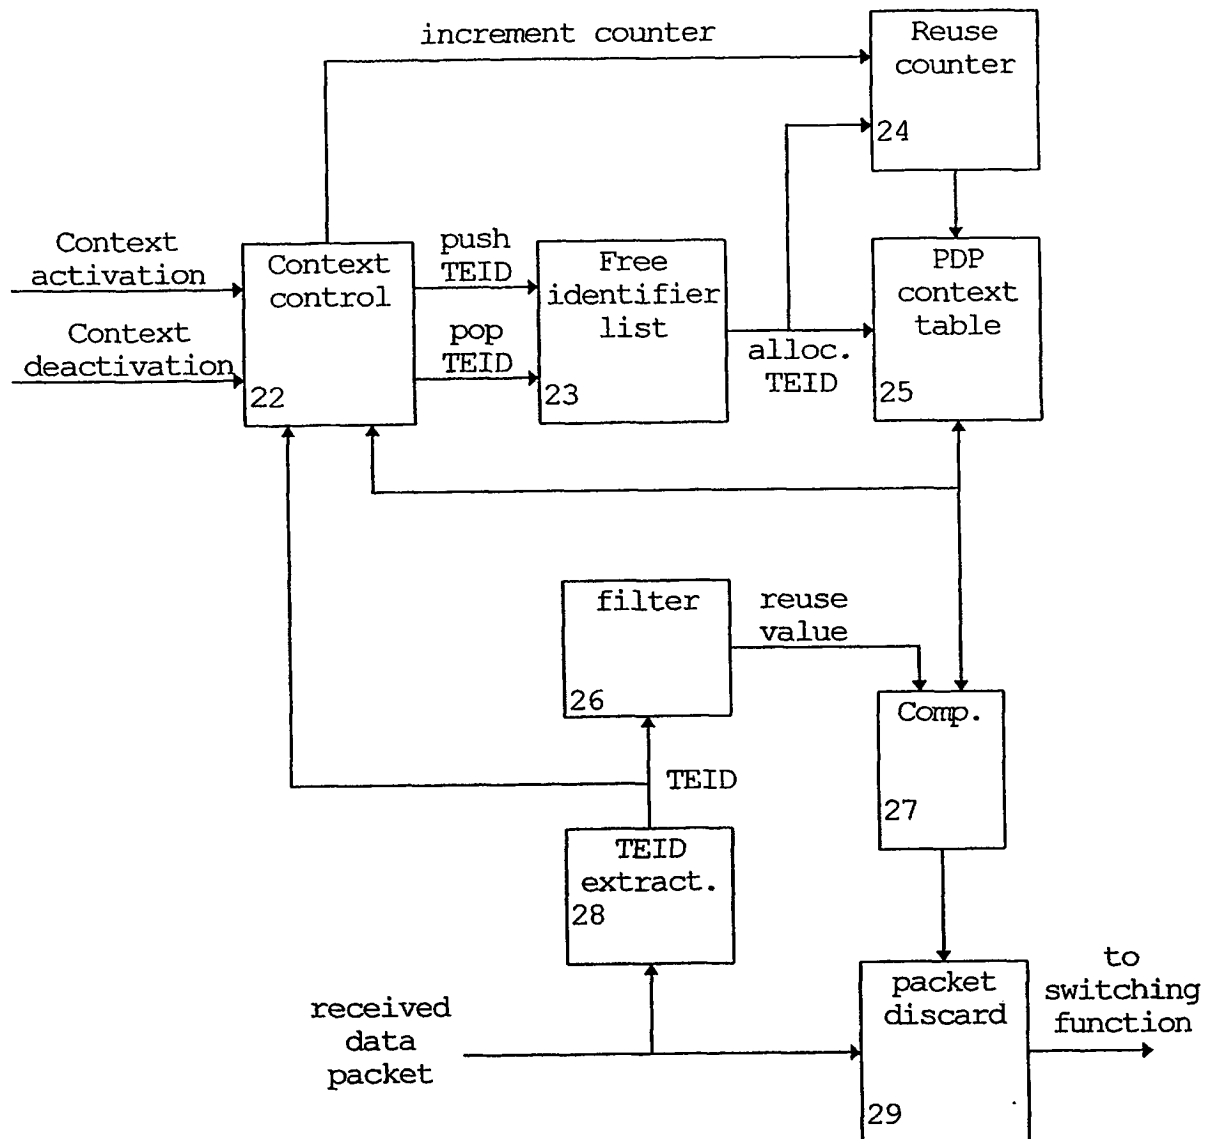 increment counter
Reuse
counter
24
Context
activation
Context
deactivation
Context
control
22
push
TEID
pop
TEID
Free
identifier
list
23
alloc.
TEID
PDP
context
table
25
filter
26
reuse
value
Comp.
27
TEID
TEID
extract.
28
received
data
packet
packet
discard
29
to
switching
function